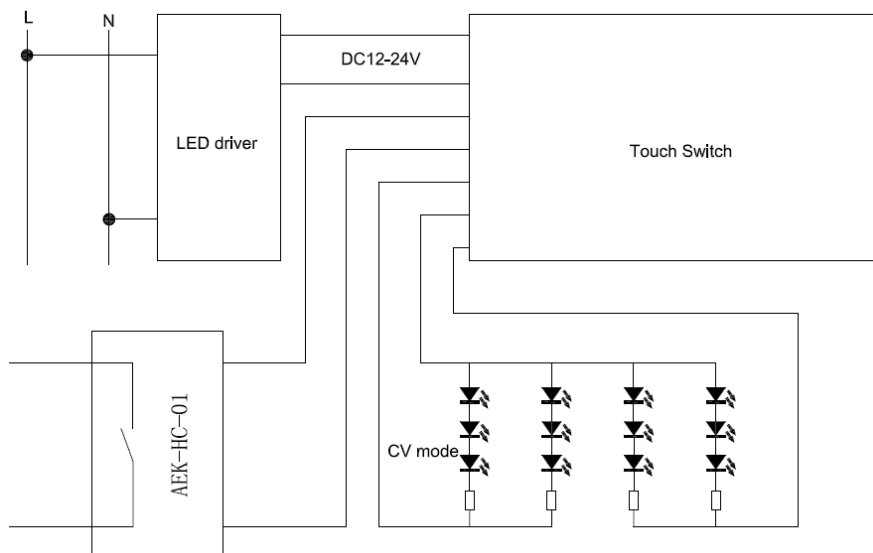 L
N
DC12-24V
LED driver
Touch Switch
AEK-HC-01
CV mode